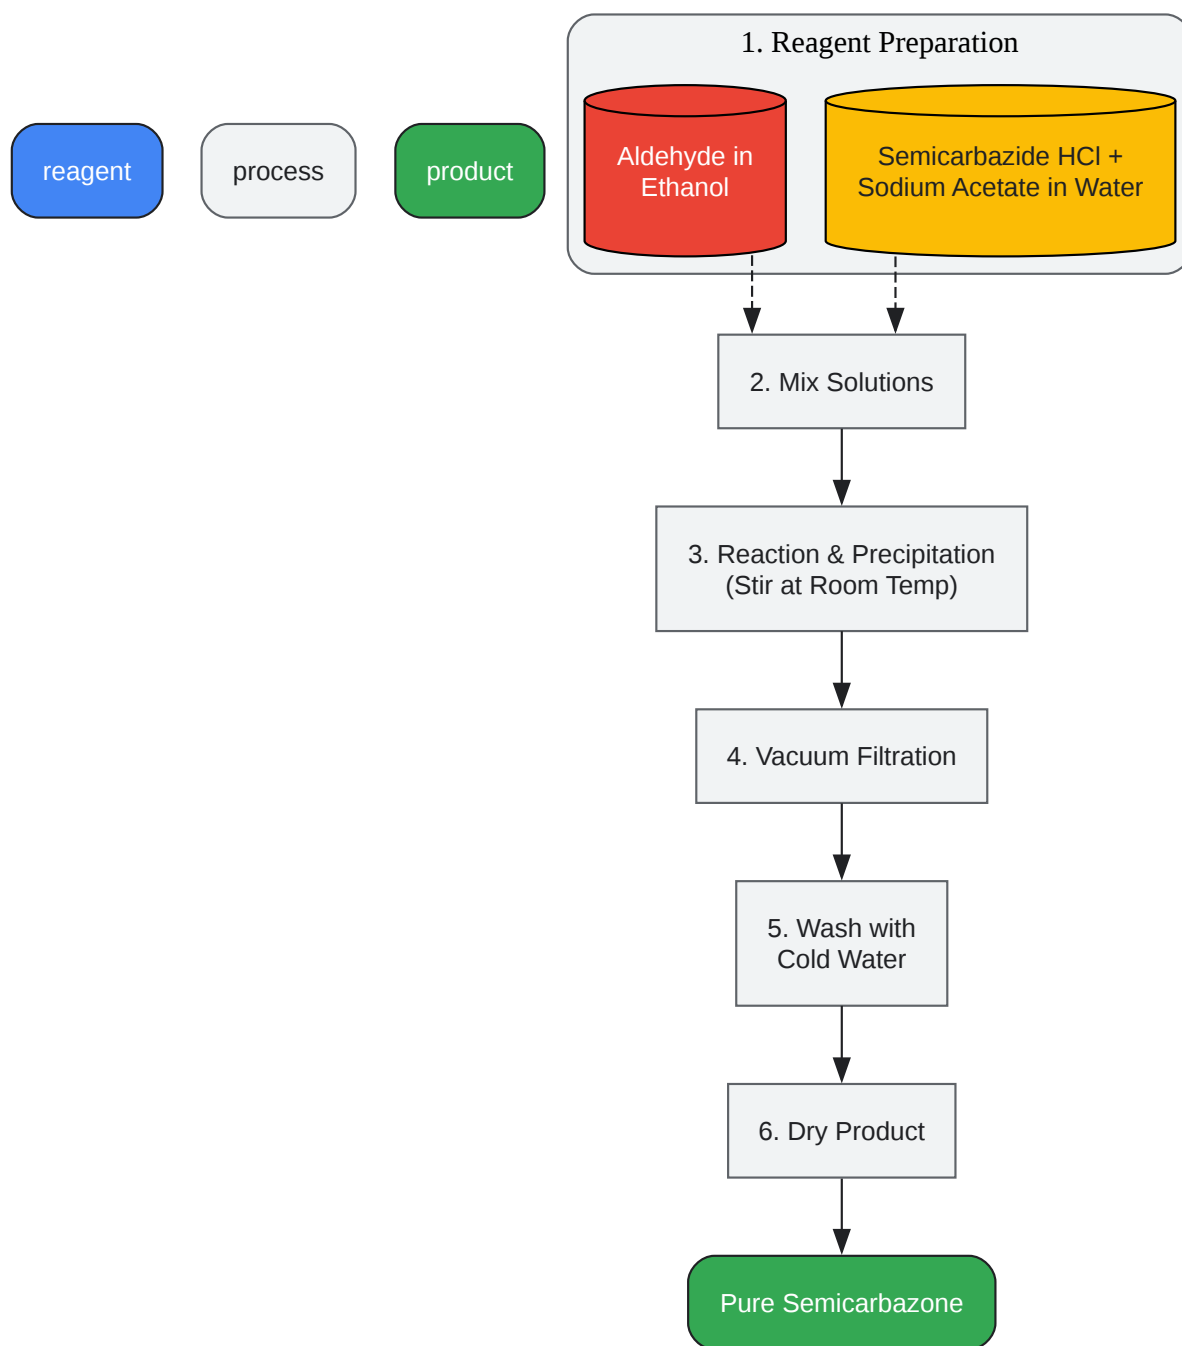 1. Reagent Preparation
reagent
process
product
Aldehyde in
Ethanol
Semicarbazide HCl +
Sodium Acetate in Water
2. Mix Solutions
3. Reaction & Precipitation
(Stir at Room Temp)
4. Vacuum Filtration
5. Wash with
Cold Water
6. Dry Product
Pure Semicarbazone